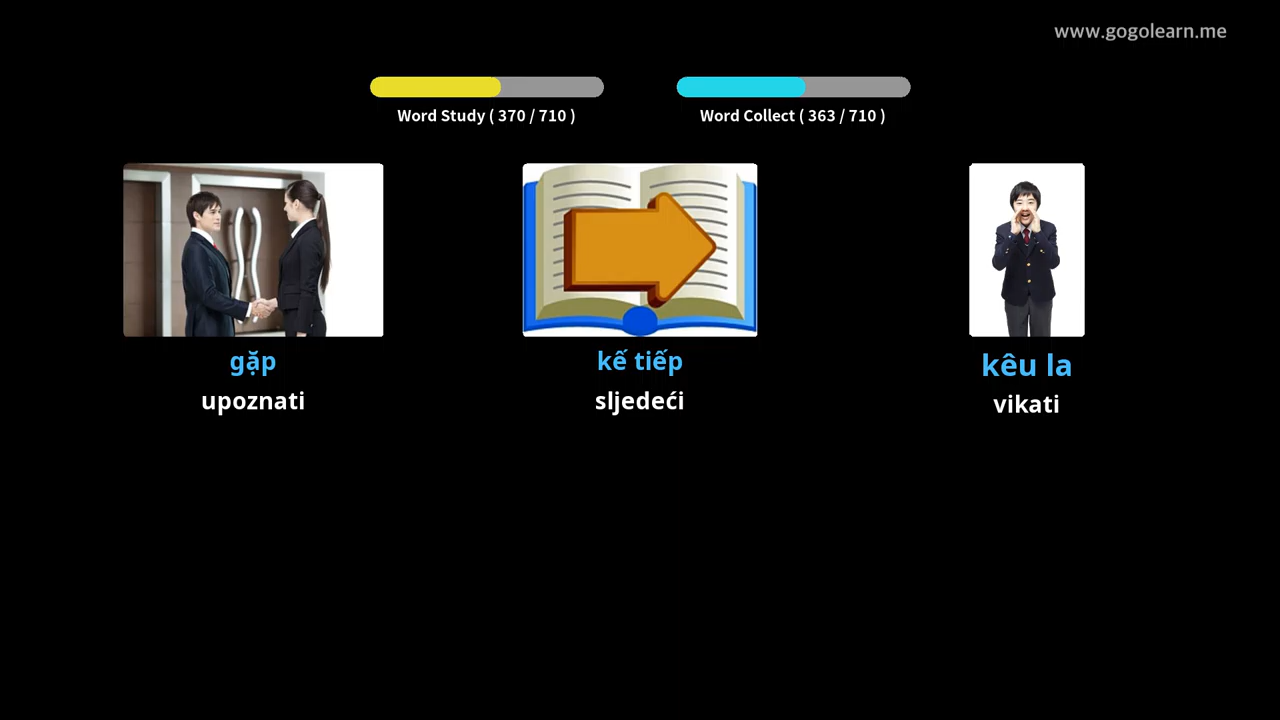 www.gogolearn.me
Word Study ( 370 / 710 )
Word Collect ( 363 / 710 )
gặp
upoznati
kế tiếp
sljedeći
kêu la
vikati